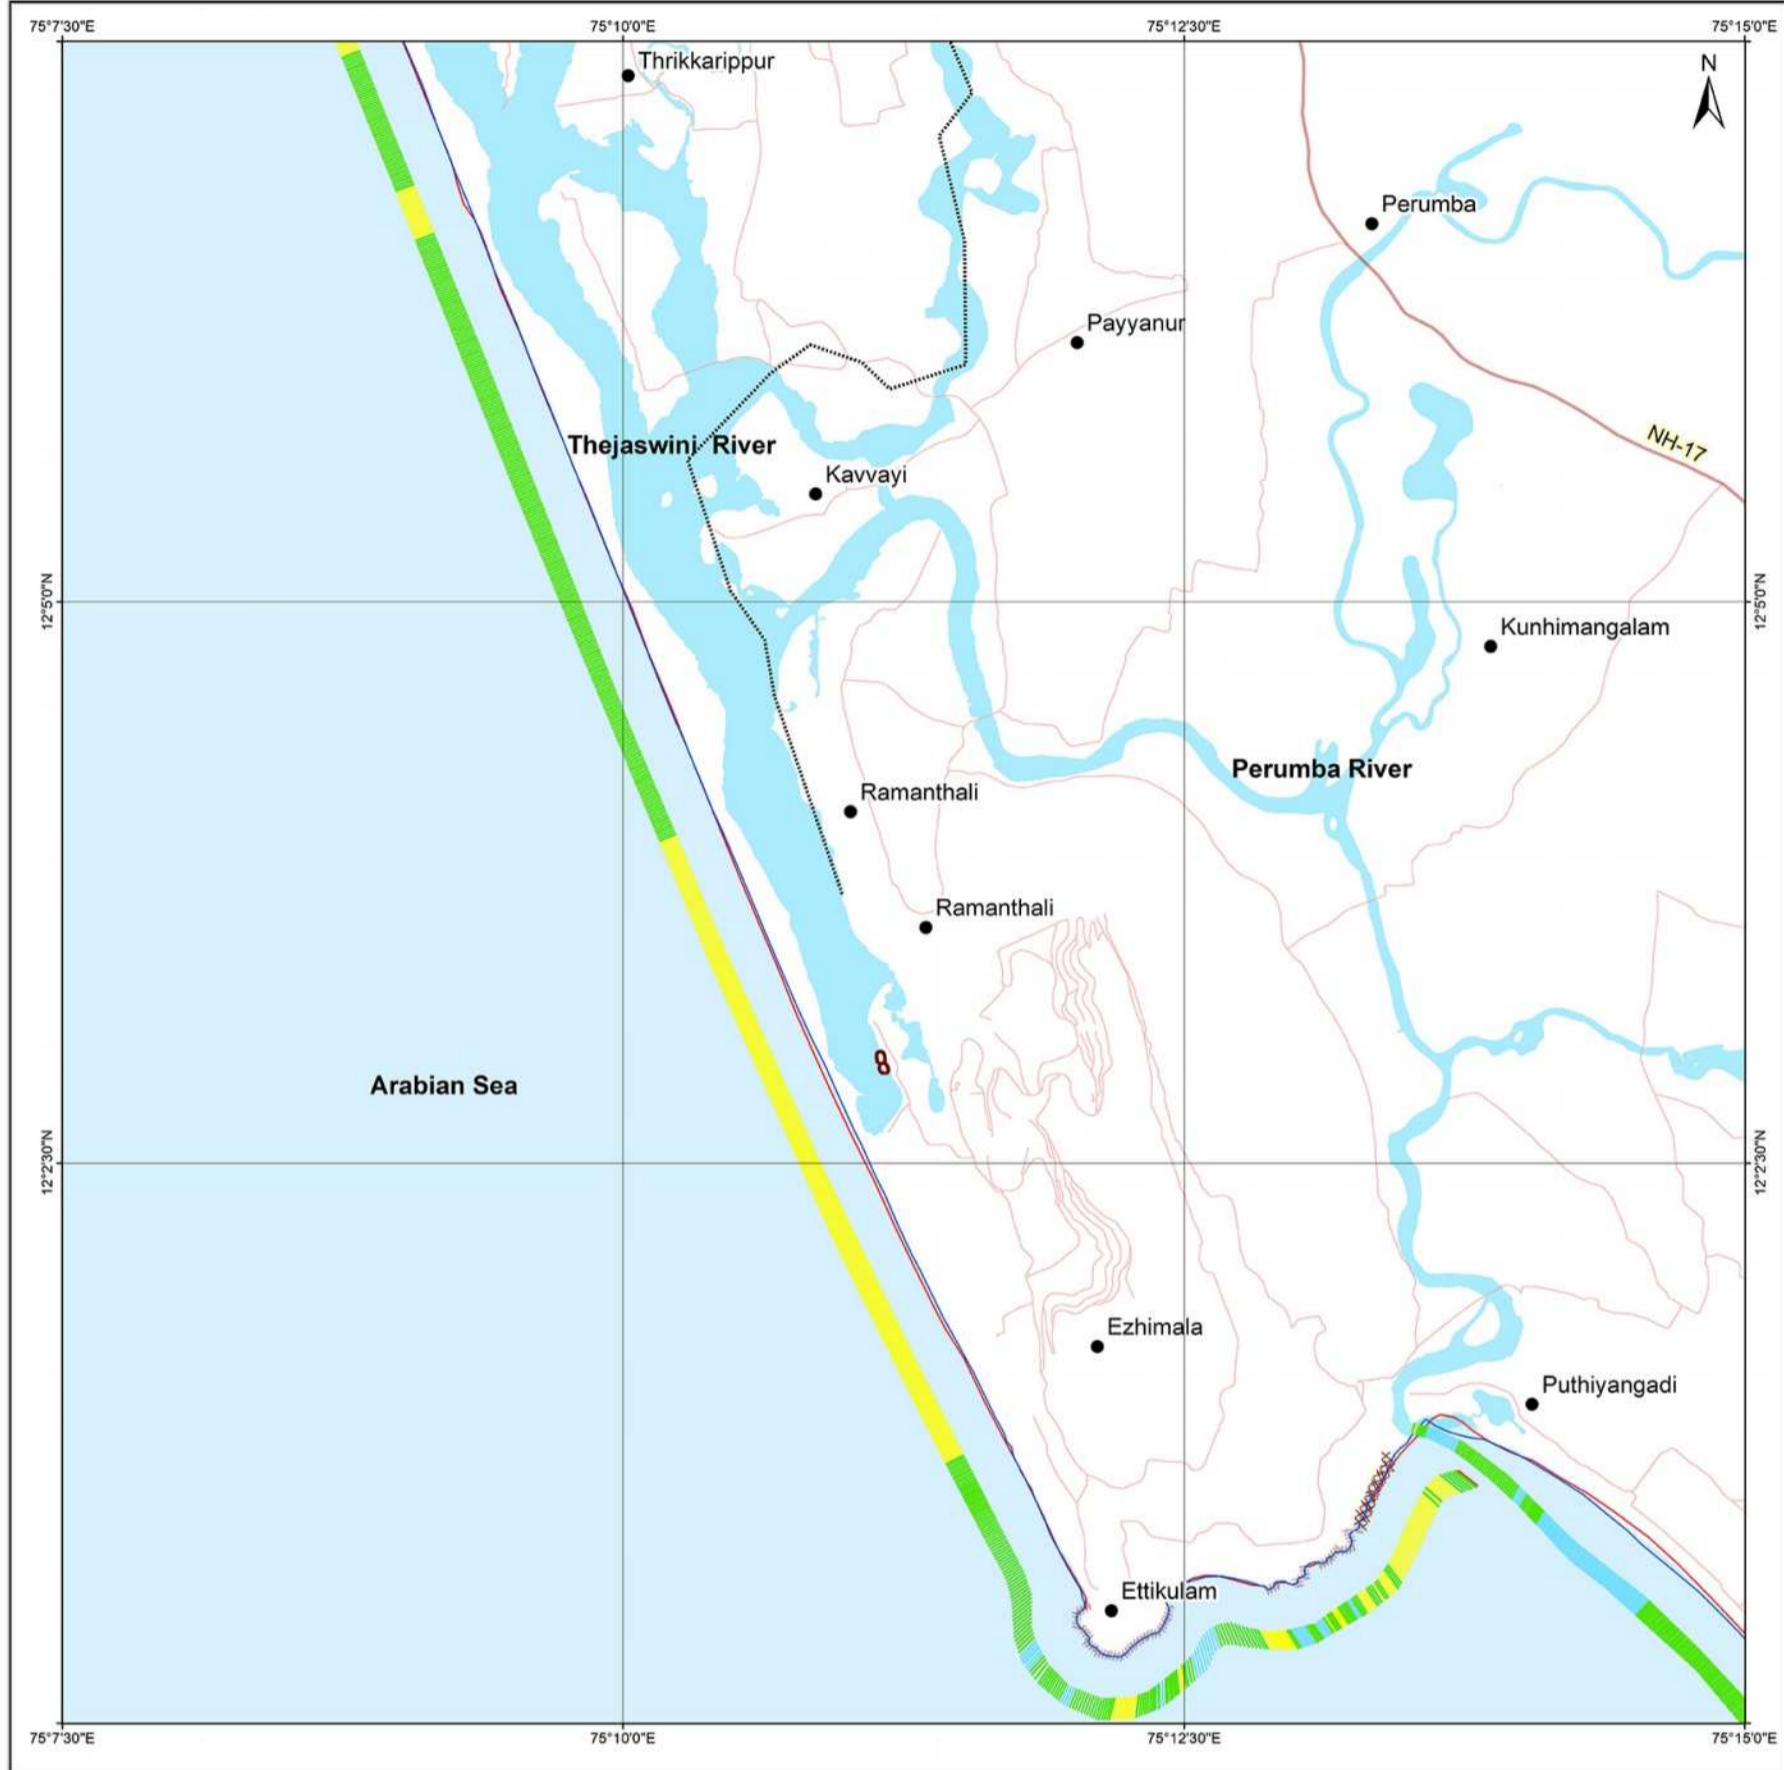 75°7'30"E 75°10'0"E 75°12'30"E 75°15'0"E
Thrikkarippur
N
Perumba
Payyanur
NH-17
Thejaswini River
Kavvayi
12°5'0"N 12°5'0"N
Kunhimangalam
Perumba River
Ramanthali
Ramanthali
Arabian Sea
12°2'30"N 12°2'30"N
Ezhimala
Puthiyangadi
Ettikulam
75°7'30"E 75°10'0"E 75°12'30"E 75°15'0"E